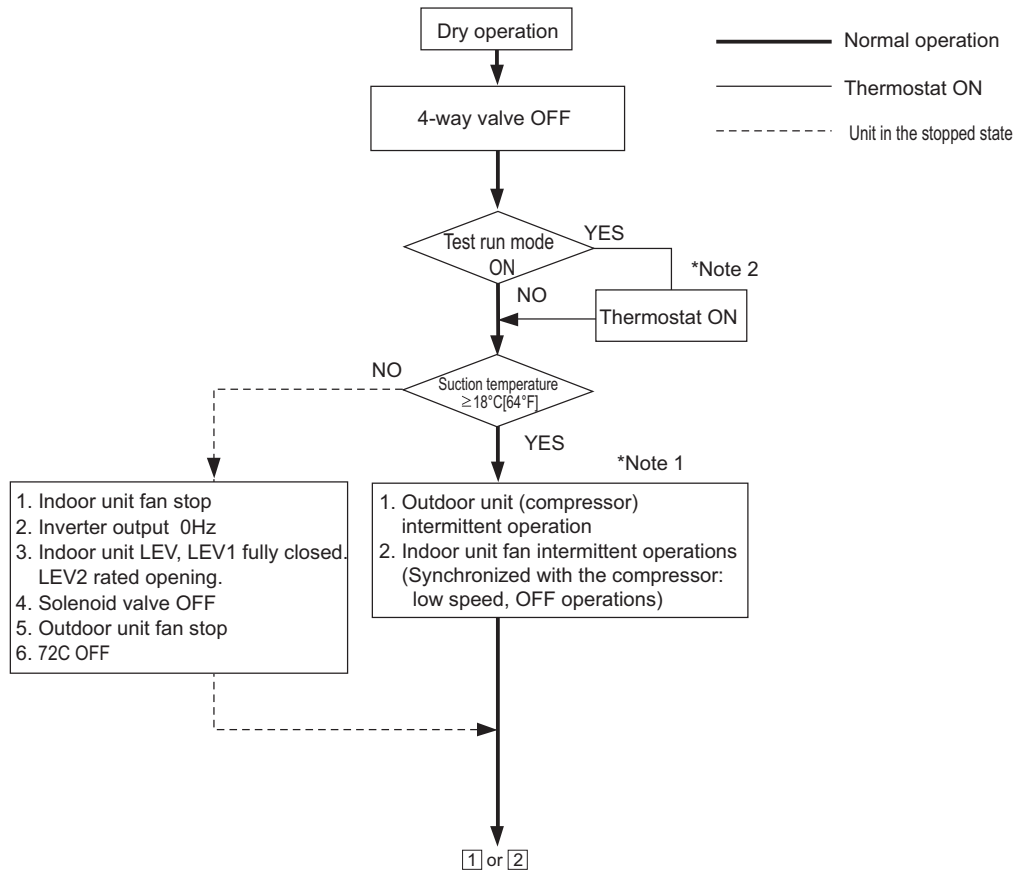 Dry operation
Normal operation
4-way valve OFF
Thermostat ON
Unit in the stopped state
Test run mode
ON
YES
*Note 2
NO
Thermostat ON
NO
Suction temperature
≥18°C[64°F]
YES
*Note 1
1. Indoor unit fan stop
2. Inverter output 0Hz
3. Indoor unit LEV, LEV1 fully closed.
LEV2 rated opening.
4. Solenoid valve OFF
5. Outdoor unit fan stop
6. 72C OFF
1. Outdoor unit (compressor)
intermittent operation
2. Indoor unit fan intermittent operations
(Synchronized with the compressor:
low speed, OFF operations)
1 or 2